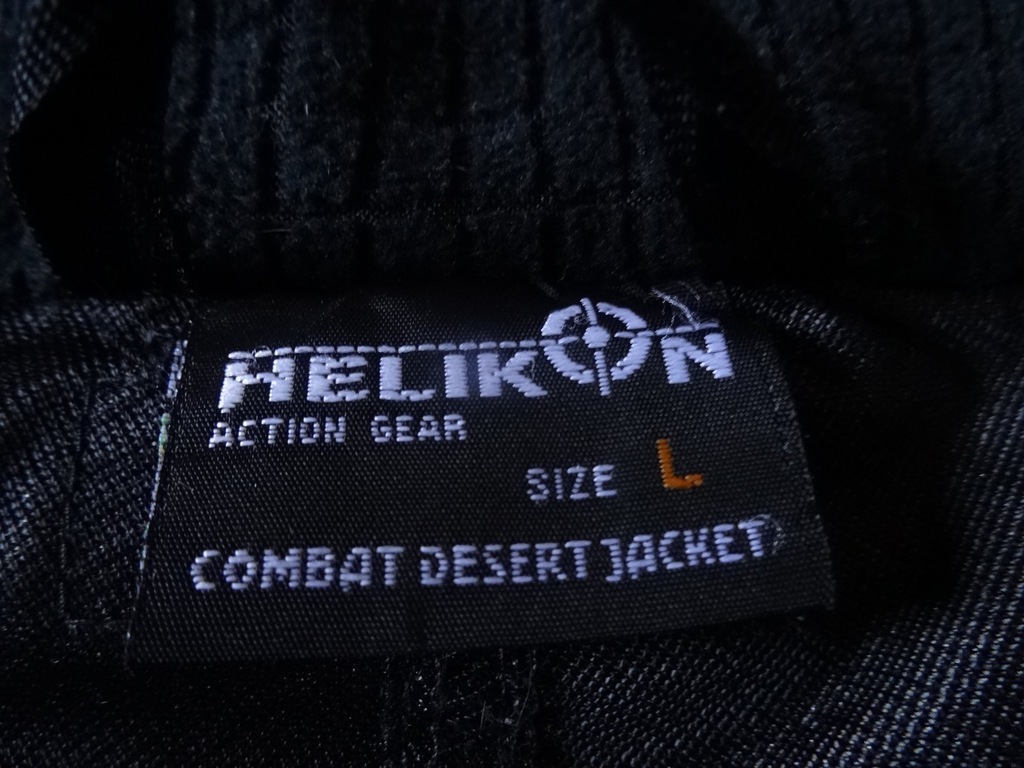 HELIKON
ACTION GEAR
SIZE L
COMBAT DESERT JACKET